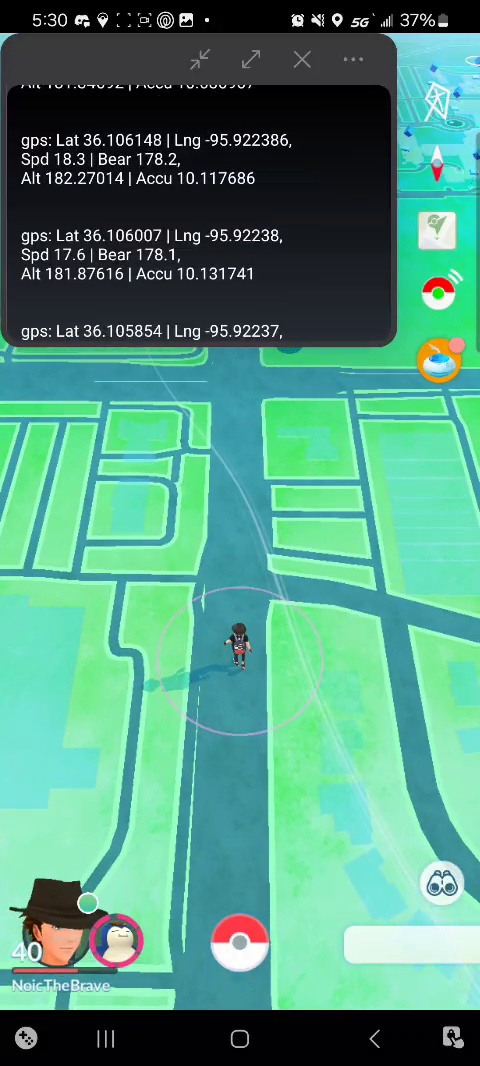 5:30
5G
37%
gps: Lat 36.106148 | Lng -95.922386,
Spd 18.3 | Bear 178.2,
Alt 182.27014 | Accu 10.117686
gps: Lat 36.106007 | Lng -95.92238,
Spd 17.6 | Bear 178.1,
Alt 181.87616 | Accu 10.131741
gps: Lat 36.105854 | Lng -95.92237,
40
NoicTheBrave